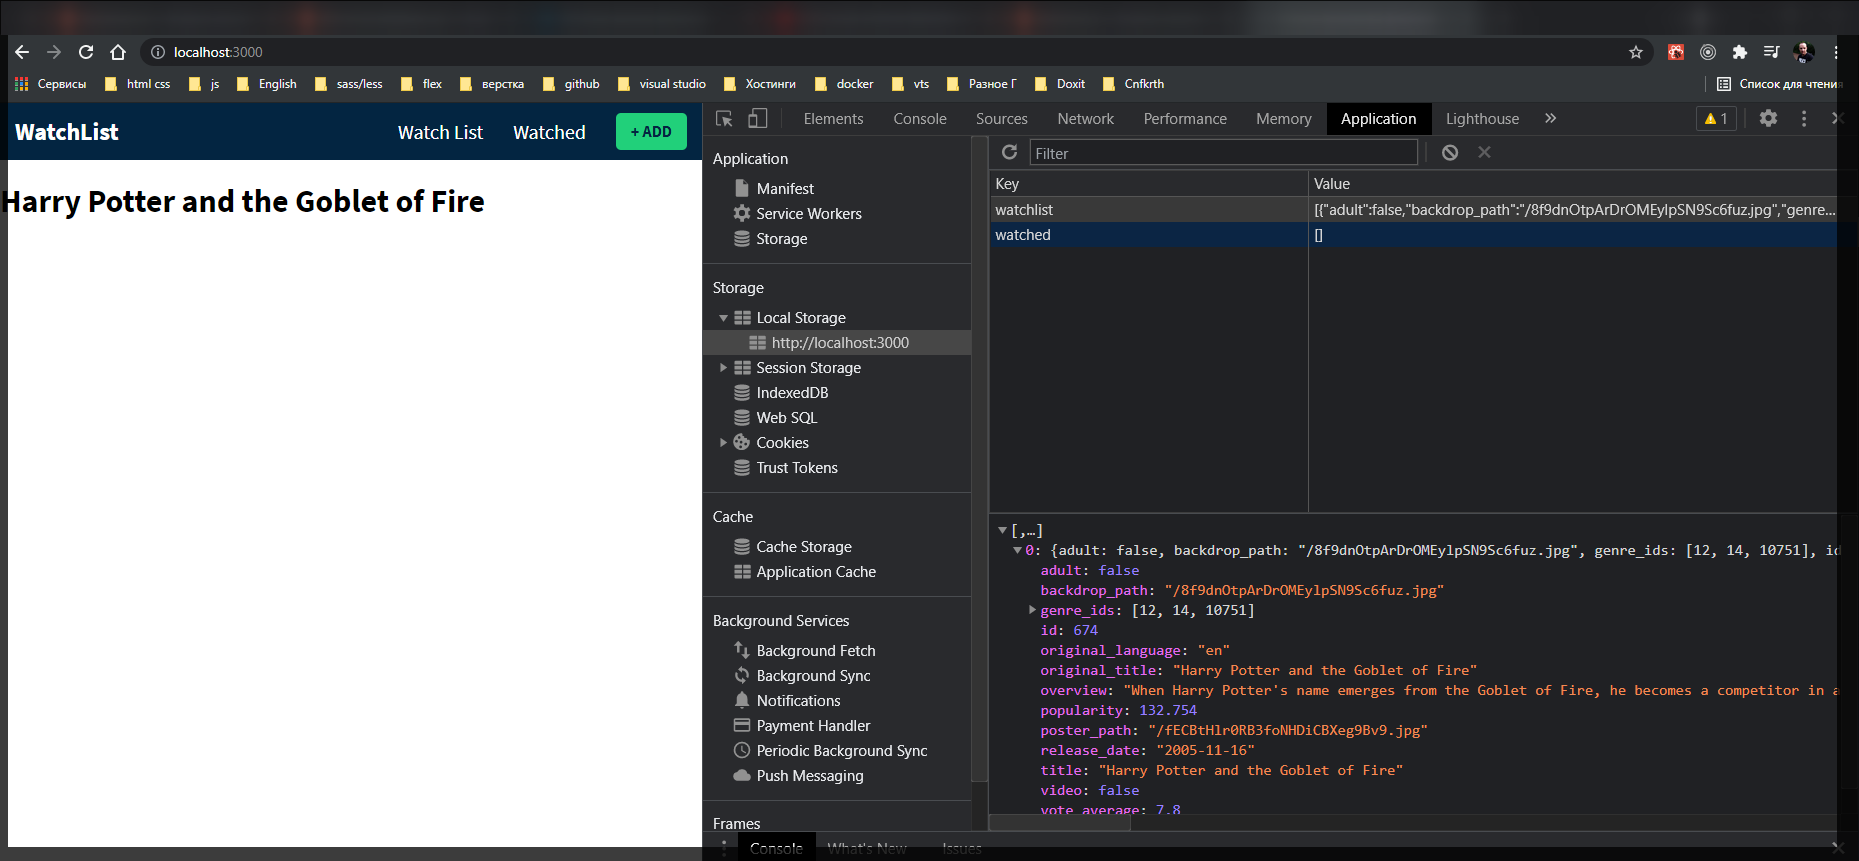 localhost:3000
Сервисы html css js English sass/less flex верстка github visual studio Хостинги docker vts Разное Г Doxit Cnfkrth Список для чтения
WatchList Watch List Watched + ADD
Harry Potter and the Goblet of Fire
Elements Console Sources Network Performance Memory Application Lighthouse » 1
Application
Manifest
Service Workers
Storage
Storage
Local Storage
http://localhost:3000
Session Storage
IndexedDB
Web SQL
Cookies
Trust Tokens
Cache
Cache Storage
Application Cache
Background Services
Background Fetch
Background Sync
Notifications
Payment Handler
Periodic Background Sync
Push Messaging
Frames
Filter
Key Value
watchlist [{"adult":false,"backdrop_path":"/8f9dnOtpArDrOMEylpSN9Sc6fuz.jpg","genre...
watched []
[,…]
0: {adult: false, backdrop_path: "/8f9dnOtpArDrOMEylpSN9Sc6fuz.jpg", genre_ids: [12, 14, 10751], id
adult: false
backdrop_path: "/8f9dnOtpArDrOMEylpSN9Sc6fuz.jpg"
genre_ids: [12, 14, 10751]
id: 674
original_language: "en"
original_title: "Harry Potter and the Goblet of Fire"
overview: "When Harry Potter's name emerges from the Goblet of Fire, he becomes a competitor in a
popularity: 132.754
poster_path: "/fECBtHlr0RB3foNHDiCBXeg9Bv9.jpg"
release_date: "2005-11-16"
title: "Harry Potter and the Goblet of Fire"
video: false
vote_average: 7.8
Console What's New Issues